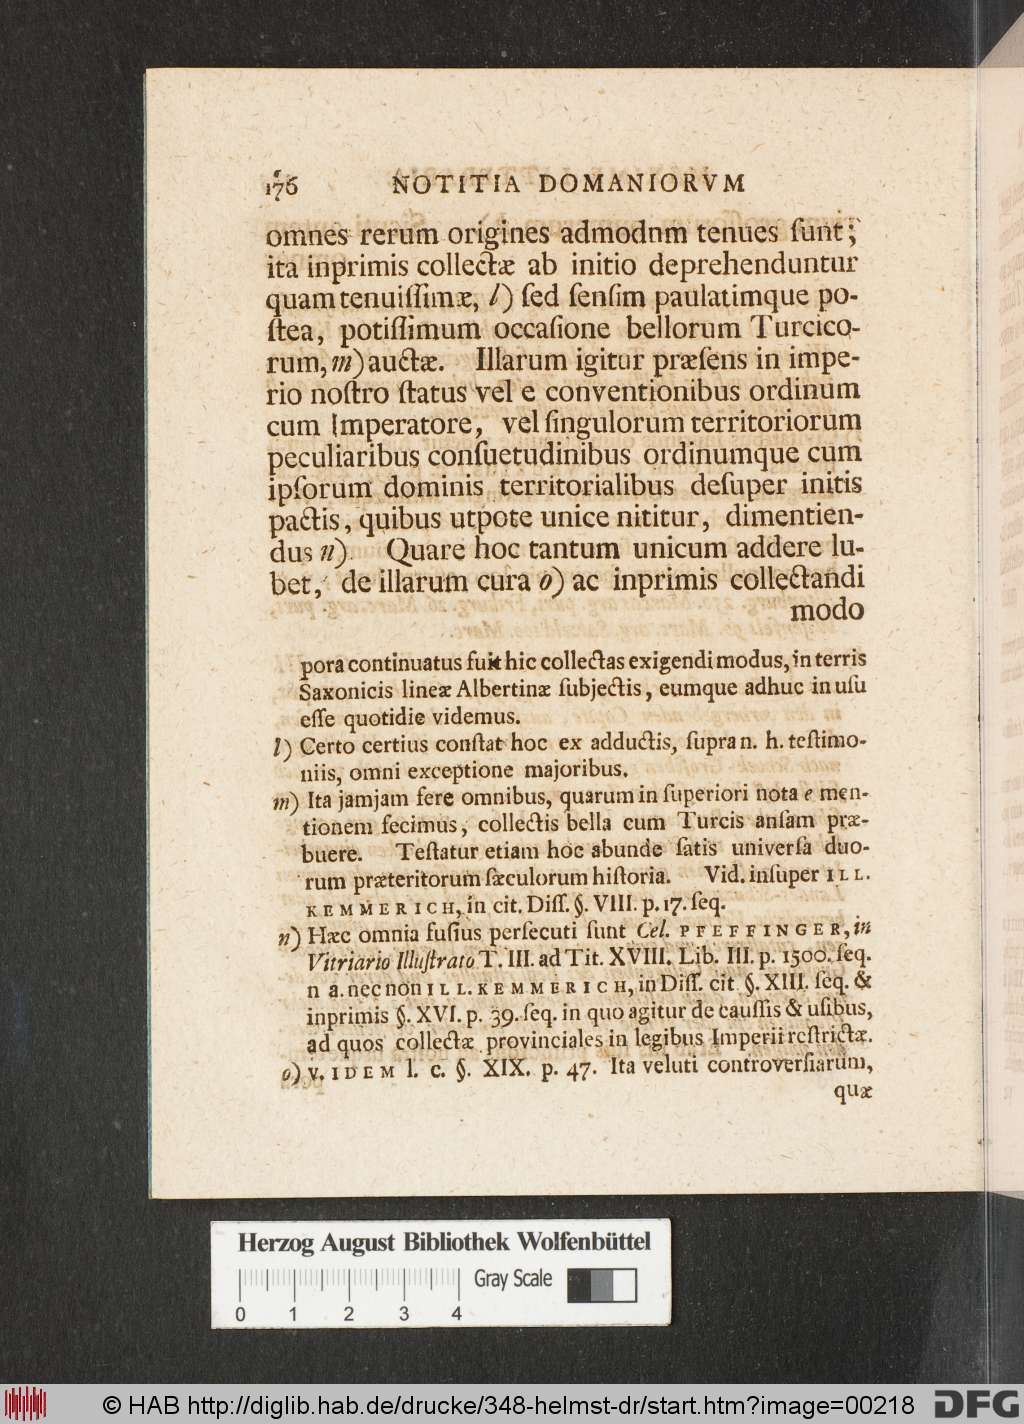 176 NOTITIA DOMANIORVM
omnes rerum origines admodnm tenues ſunt;
ita inprimis collectæ ab initio deprehenduntur
quam tenuiſſimæ, l) ſed ſenſim paulatimque po-
ſtea, potiſſimum occaſione bellorum Turcico-
rum, m) auctæ. Illarum igitur præſens in impe-
rio noſtro ſtatus vel e conventionibus ordinum
cum Imperatore, vel ſingulorum territoriorum
peculiaribus conſuetudinibus ordinumque cum
ipſorum dominis territorialibus deſuper initis
pactis, quibus utpote unice nititur, dimentien-
dus n). Quare hoc tantum unicum addere lu-
bet, de illarum cura o) ac inprimis collectandi
modo
pora continuatus fuit hic collectas exigendi modus, in terris
Saxonicis lineæ Albertinæ ſubjectis, eumque adhuc in uſu
eſſe quotidie videmus.
l) Certo certius conſtat hoc ex adductis, ſupra n. h. teſtimo-
niis, omni exceptione majoribus.
m) Ita jamjam fere omnibus, quarum in ſuperiori nota e men-
tionem fecimus, collectis bella cum Turcis anſam præ-
buere. Teſtatur etiam hoc abunde ſatis univerſa duo-
rum præteritorum ſæculorum hiſtoria. Vid. inſuper ILL.
KEMMERICH, in cit. Diſſ. §. VIII. p. 17. ſeq.
n) Hæc omnia fuſius perſecuti ſunt Cel. PFEFFINGER, in
Vitriario Illuſtrato T. III. ad Tit. XVIII. Lib. III. p. 1500. ſeq.
n a. nec non ILL. KEMMERICH, in Diſſ. cit §. XIII. ſeq. &
inprimis §. XVI. p. 39. ſeq. in quo agitur de cauſſis & uſibus,
ad quos collectæ provinciales in legibus Imperii reſtrictæ.
o) v. IDEM l. c. §. XIX. p. 47. Ita veluti controverſiarum,
quæ
Herzog August Bibliothek Wolfenbüttel
Gray Scale
0 1 2 3 4
© HAB http://diglib.hab.de/drucke/348-helmst-dr/start.htm?image=00218
DFG